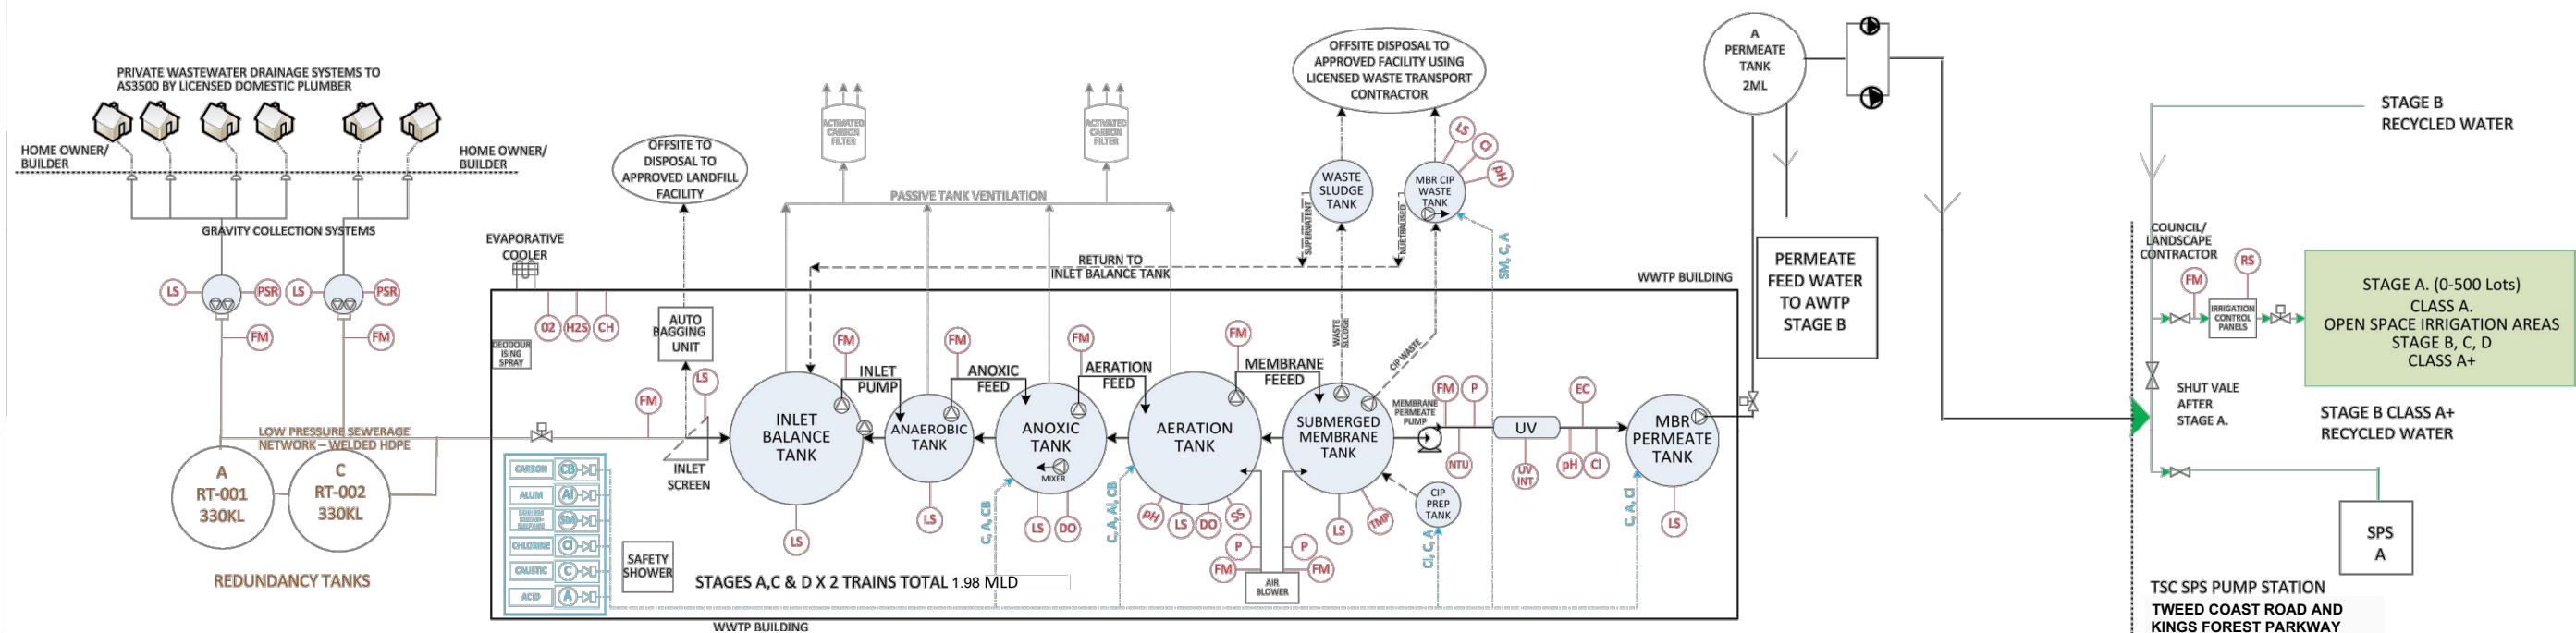 PRIVATE WASTEWATER DRAINAGE SYSTEMS TO
AS3500 BY LICENSED DOMESTIC PLUMBER
HOME OWNER/
BUILDER
HOME OWNER/
BUILDER
GRAVITY COLLECTION SYSTEMS
LS
PSR
LS
PSR
FM
FM
LOW PRESSURE SEWERAGE
NETWORK – WELDED HDPE
A
RT-001
330KL
C
RT-002
330KL
REDUNDANCY TANKS
EVAPORATIVE
COOLER
O2
H2S
CH
DEODOUR
ISING
SPRAY
OFFSITE TO
DISPOSAL TO
APPROVED LANDFILL
FACILITY
AUTO
BAGGING
UNIT
FM
LS
INLET
SCREEN
CARBON
CB
ALUM
Al
SM
CHLORINE
Cl
CAUSTIC
C
ACID
A
SAFETY
SHOWER
STAGES A,C & D X 2 TRAINS TOTAL 1.98 MLD
WWTP BUILDING
ACTIVATED
CARBON
FILTER
ACTIVATED
CARBON
FILTER
PASSIVE TANK VENTILATION
RETURN TO
INLET BALANCE TANK
WWTP BUILDING
FM
INLET
PUMP
FM
ANOXIC
FEED
FM
AERATION
FEED
FM
MEMBRANE
FEEED
INLET
BALANCE
TANK
LS
ANAEROBIC
TANK
LS
ANOXIC
TANK
MIXER
LS
DO
C, A, CB
AERATION
TANK
C, A, Al, CB
pH
LS
DO
SS
P
FM
AIR
BLOWER
P
FM
SUBMERGED
MEMBRANE
TANK
LS
TMP
WASTE
SLUDGE
CIP WASTE
CIP
PREP
TANK
Cl, C, A
OFFSITE DISPOSAL TO
APPROVED FACILITY USING
LICENSED WASTE TRANSPORT
CONTRACTOR
WASTE
SLUDGE
TANK
SUPERNATENT
MBR CIP
WASTE
TANK
NUETRALISED
LS
Cl
pH
SM, C, A
MEMBRANE
PERMEATE
PUMP
FM
P
NTU
UV
UV
INT
EC
pH
Cl
MBR
PERMEATE
TANK
C, A, Cl
LS
A
PERMEATE
TANK
2ML
PERMEATE
FEED WATER
TO AWTP
STAGE B
STAGE B
RECYCLED WATER
COUNCIL/
LANDSCAPE
CONTRACTOR
FM
RS
IRRIGATION
CONTROL
PANELS
STAGE A. (0-500 Lots)
CLASS A.
OPEN SPACE IRRIGATION AREAS
STAGE B, C, D
CLASS A+
SHUT VALE
AFTER
STAGE A.
STAGE B CLASS A+
RECYCLED WATER
SPS
A
TSC SPS PUMP STATION
TWEED COAST ROAD AND
KINGS FOREST PARKWAY